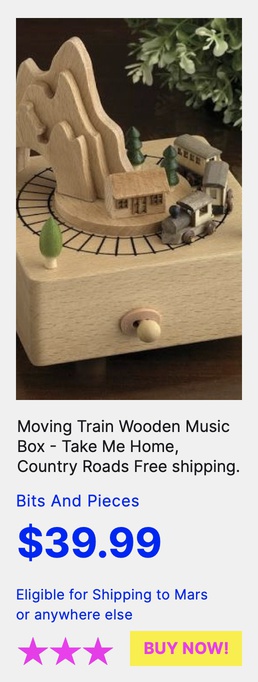 Moving Train Wooden Music
Box - Take Me Home,
Country Roads Free shipping.
Bits And Pieces
$39.99
Eligible for Shipping to Mars
or anywhere else
BUY NOW!